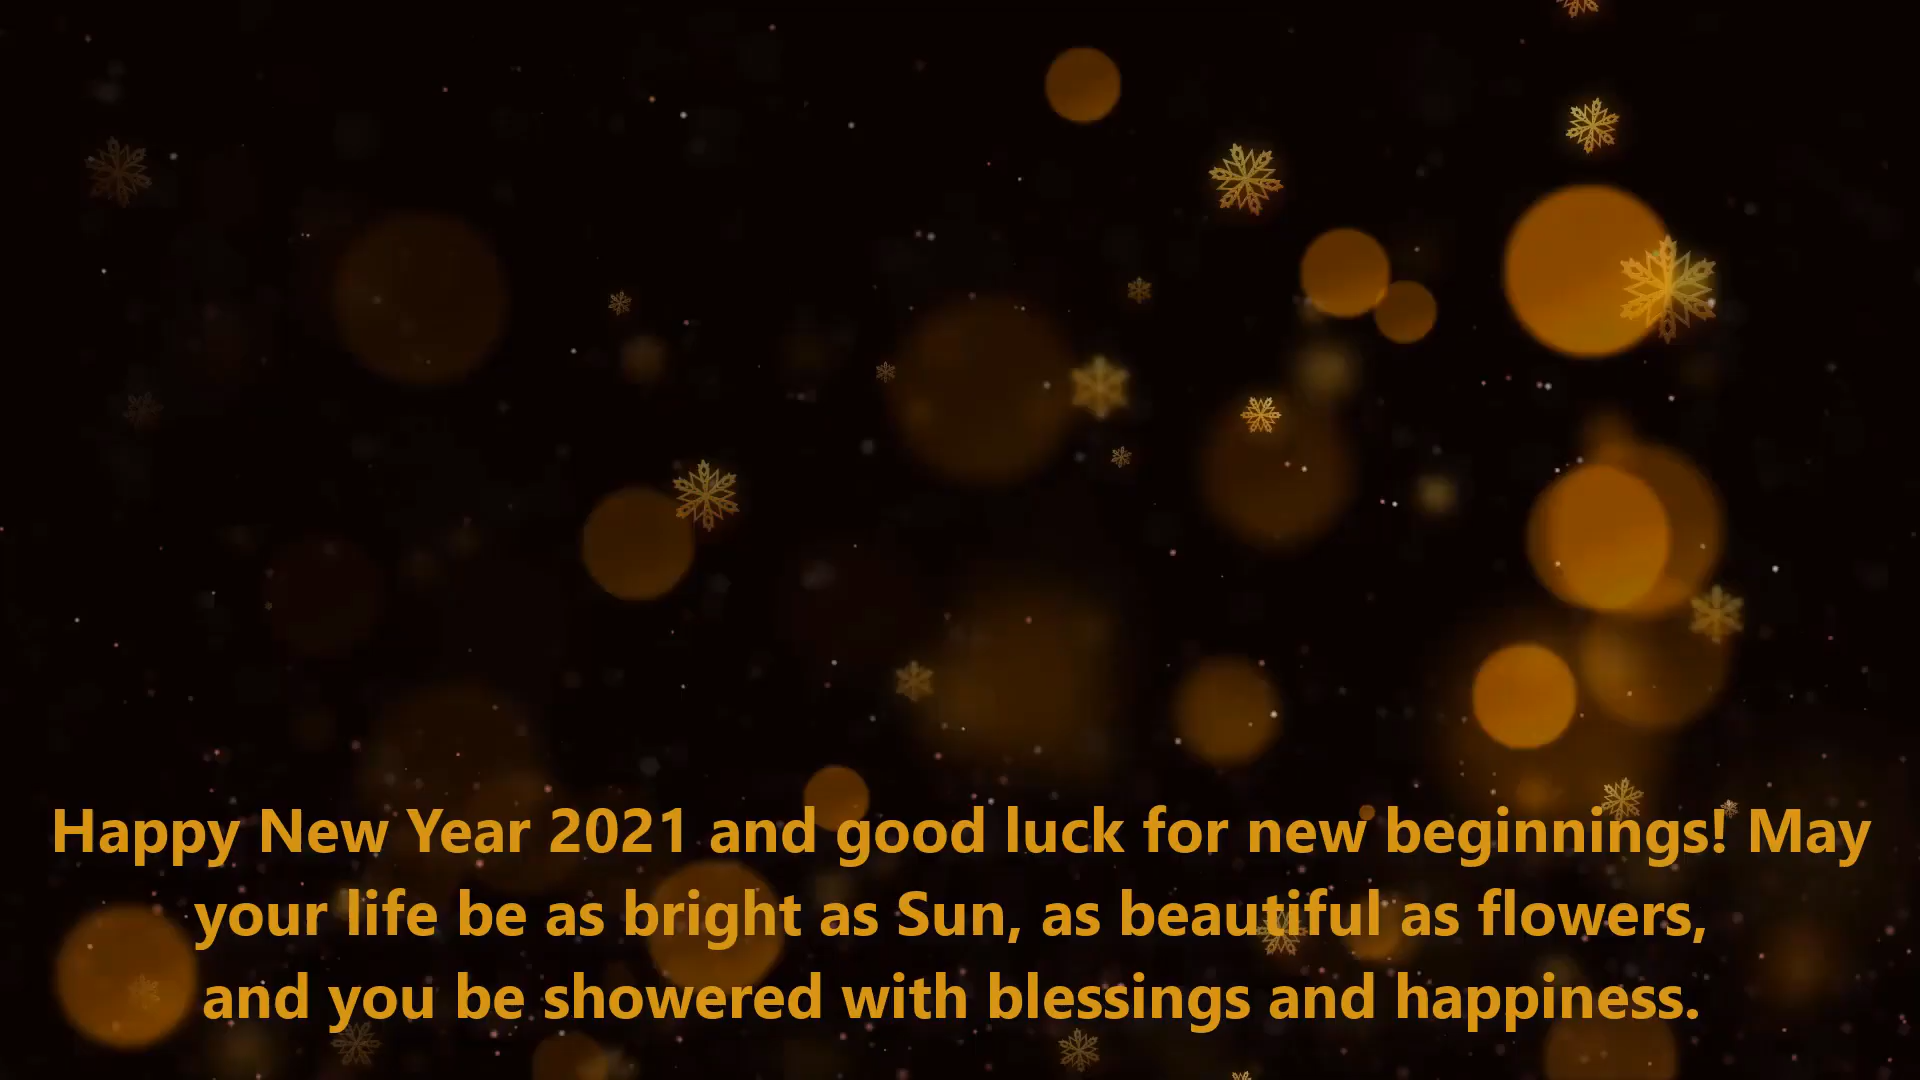 Happy New Year 2021 and good luck for new beginnings! May
your life be as bright as Sun, as beautiful as flowers,
and you be showered with blessings and happiness.